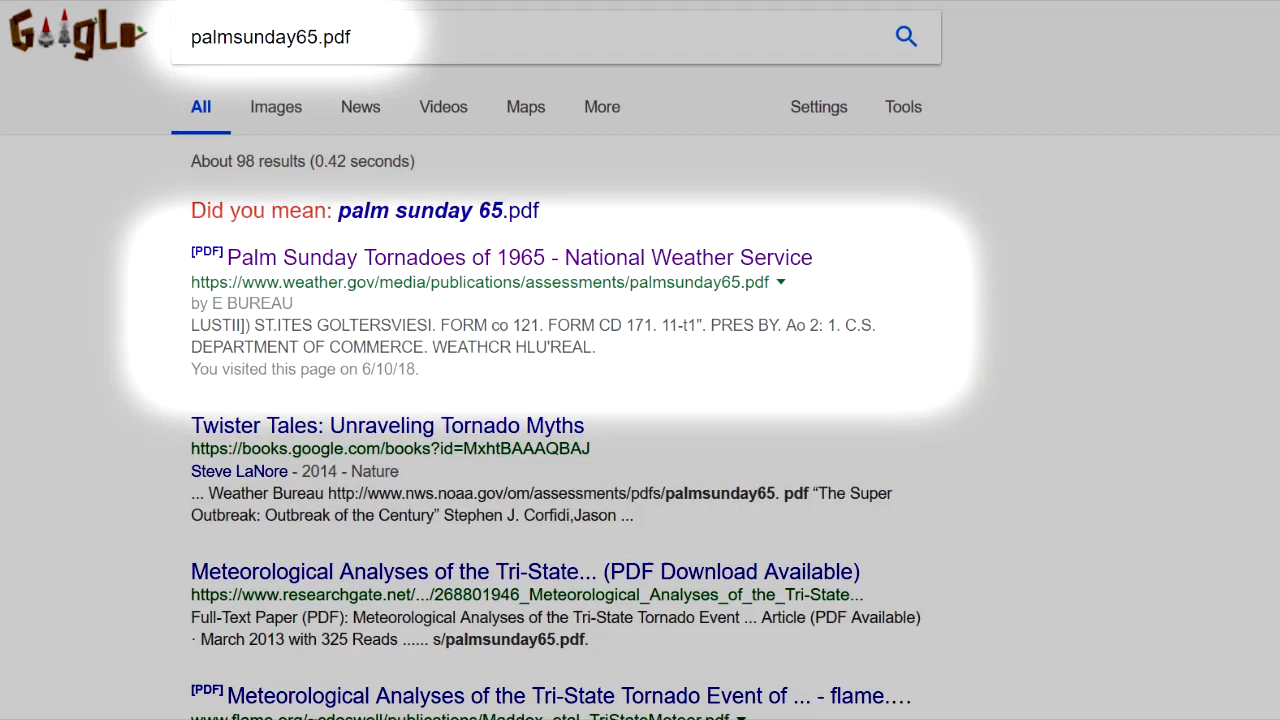 palmsunday65.pdf
All Images News Videos Maps More Settings Tools
About 98 results (0.42 seconds)
Did you mean: palm sunday 65.pdf
[PDF] Palm Sunday Tornadoes of 1965 - National Weather Service
https://www.weather.gov/media/publications/assessments/palmsunday65.pdf
by E BUREAU
LUSTII]) ST.ITES GOLTERSVIESI. FORM co 121. FORM CD 171. 11-t1". PRES BY. Ao 2: 1. C.S.
DEPARTMENT OF COMMERCE. WEATHCR HLU'REAL.
You visited this page on 6/10/18.
Twister Tales: Unraveling Tornado Myths
https://books.google.com/books?id=MxhtBAAAQBAJ
Steve LaNore - 2014 - Nature
... Weather Bureau http://www.nws.noaa.gov/om/assessments/pdfs/palmsunday65. pdf “The Super
Outbreak: Outbreak of the Century” Stephen J. Corfidi,Jason ...
Meteorological Analyses of the Tri-State... (PDF Download Available)
https://www.researchgate.net/.../268801946_Meteorological_Analyses_of_the_Tri-State...
Full-Text Paper (PDF): Meteorological Analyses of the Tri-State Tornado Event ... Article (PDF Available)
· March 2013 with 325 Reads ...... s/palmsunday65.pdf.
[PDF] Meteorological Analyses of the Tri-State Tornado Event of ... - flame....
www.flame.org/~cdoswell/publications/Maddox_etal_TriStateMeteor.pdf